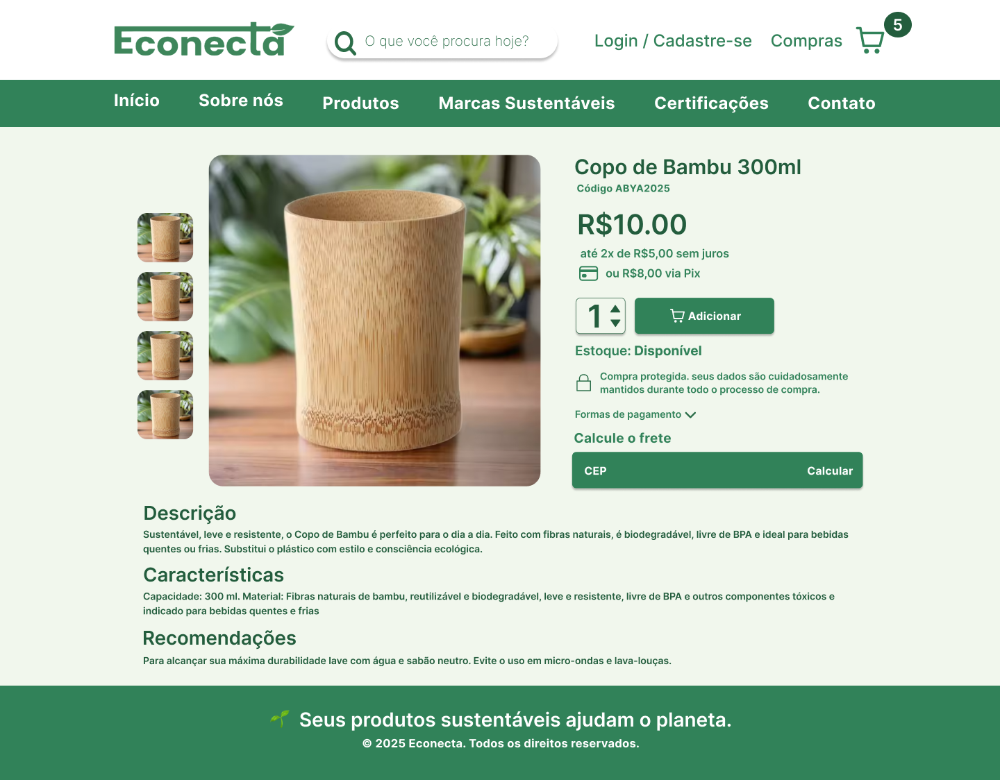 Econecta
O que você procura hoje?
Login / Cadastre-se
Compras
5
Início
Sobre nós
Produtos
Marcas Sustentáveis
Certificações
Contato
Copo de Bambu 300ml
Código ABYA2025
R$10.00
até 2x de R$5,00 sem juros
ou R$8,00 via Pix
1
Adicionar
Estoque: Disponível
Compra protegida. seus dados são cuidadosamente
mantidos durante todo o processo de compra.
Formas de pagamento
Calcule o frete
CEP
Calcular
Descrição
Sustentável, leve e resistente, o Copo de Bambu é perfeito para o dia a dia. Feito com fibras naturais, é biodegradável, livre de BPA e ideal para bebidas
quentes ou frias. Substitui o plástico com estilo e consciência ecológica.
Características
Capacidade: 300 ml. Material: Fibras naturais de bambu, reutilizável e biodegradável, leve e resistente, livre de BPA e outros componentes tóxicos e
indicado para bebidas quentes e frias
Recomendações
Para alcançar sua máxima durabilidade lave com água e sabão neutro. Evite o uso em micro-ondas e lava-louças.
Seus produtos sustentáveis ajudam o planeta.
© 2025 Econecta. Todos os direitos reservados.